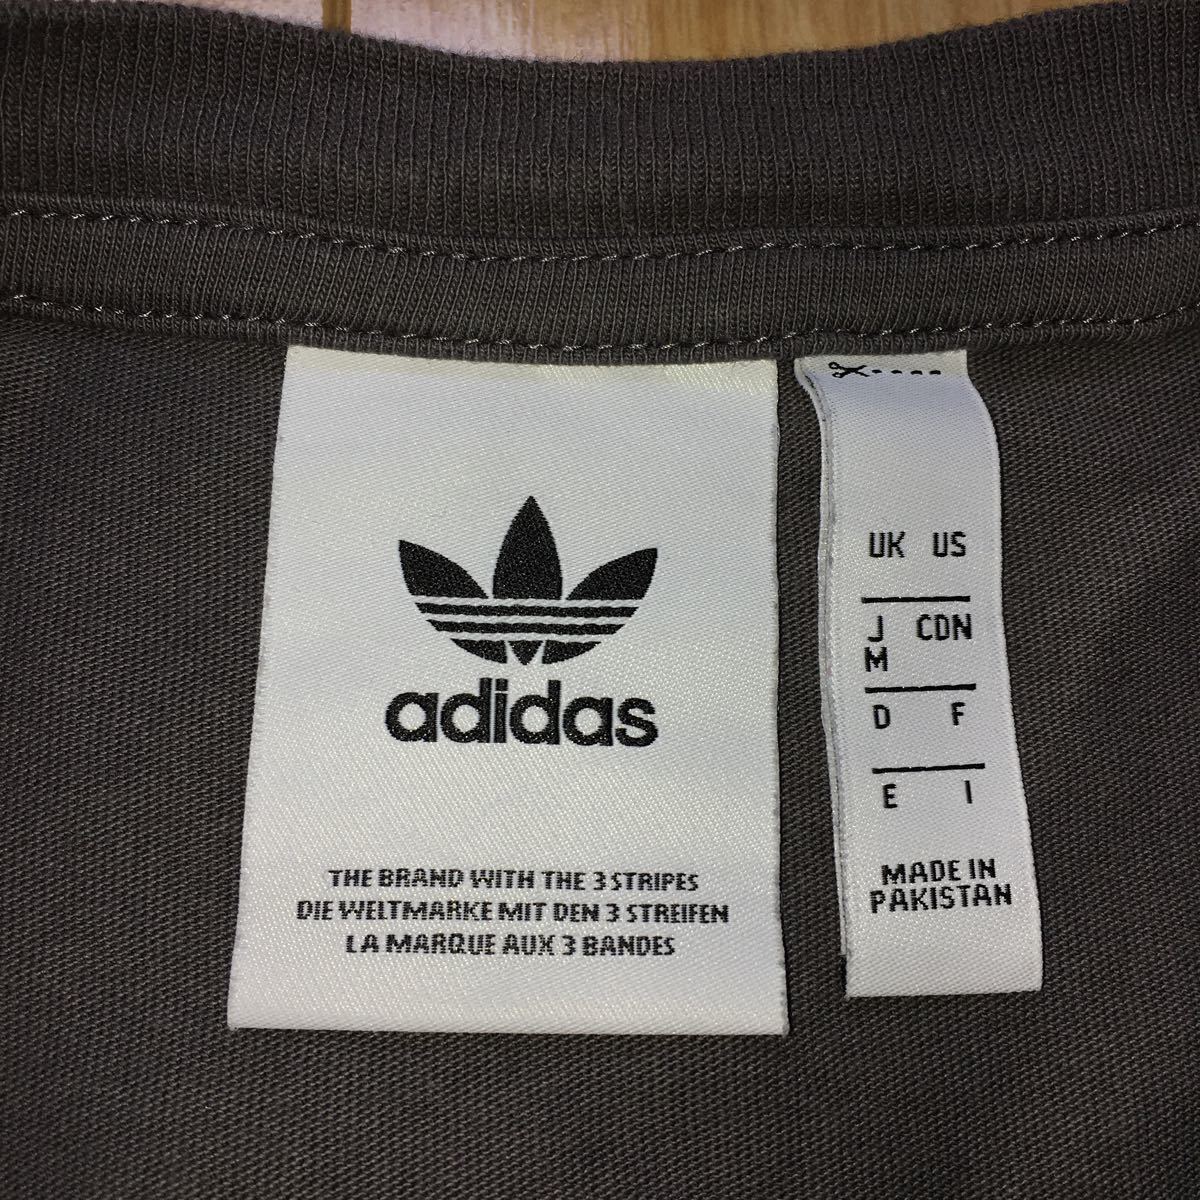 adidas
THE BRAND WITH THE 3 STRIPES
DIE WELTMARKE MIT DEN 3 STREIFEN
LA MARQUE AUX 3 BANDES
UK US
J CDN
M
D F
E I
MADE IN
PAKISTAN